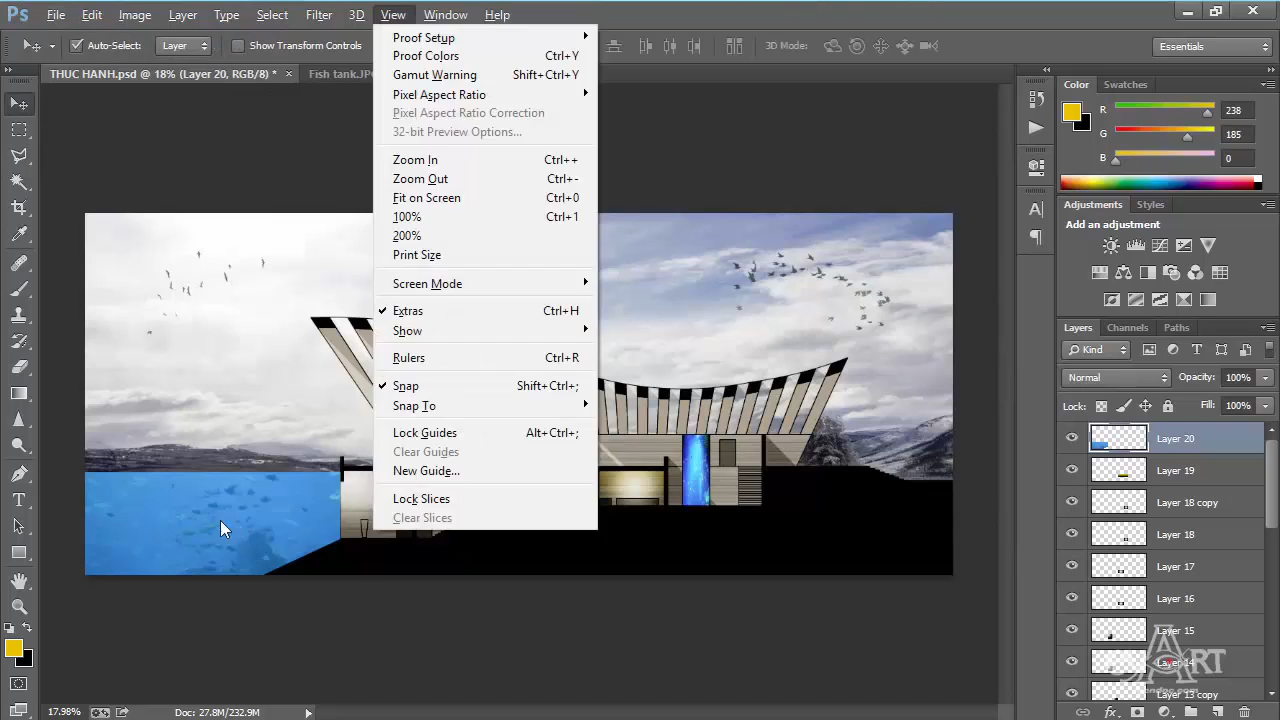 Ps File Edit Image Layer Type Select Filter 3D View Window Help
Auto-Select: Layer Show Transform Controls 3D Mode: Essentials
THUC HANH.psd @ 18% (Layer 20, RGB/8) * × Fish tank.JP
Proof Setup
Proof Colors Ctrl+Y
Gamut Warning Shift+Ctrl+Y
Pixel Aspect Ratio
Pixel Aspect Ratio Correction
32-bit Preview Options...
Zoom In Ctrl++
Zoom Out Ctrl+-
Fit on Screen Ctrl+0
100% Ctrl+1
200%
Print Size
Screen Mode
Extras Ctrl+H
Show
Rulers Ctrl+R
Snap Shift+Ctrl+;
Snap To
Lock Guides Alt+Ctrl+;
Clear Guides
New Guide...
Lock Slices
Clear Slices
Color Swatches
R 238
G 185
B 0
Adjustments Styles
Add an adjustment
Layers Channels Paths
Kind
Normal Opacity: 100%
Lock: Fill: 100%
Layer 20
Layer 19
Layer 18 copy
Layer 18
Layer 17
Layer 16
Layer 15
Layer 14
ART
Layer 13 copy
fx
17.98% Doc: 27.8M/232.9M